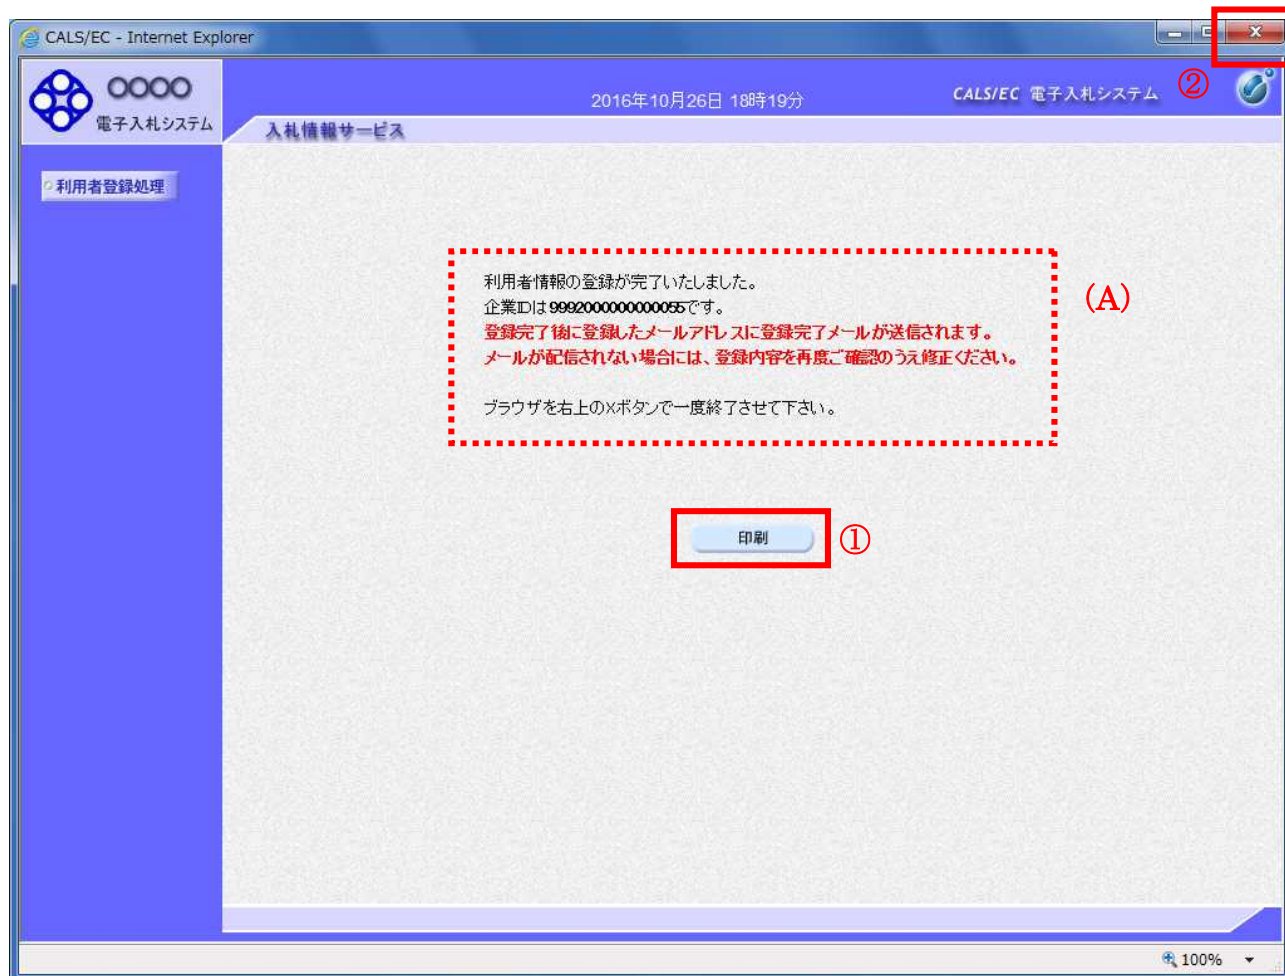 CALS/EC - Internet Explorer
②
〇〇〇〇
電子入札システム
2016年10月26日 18時19分
CALS/EC 電子入札システム
入札情報サービス
利用者登録処理
(A)
利用者情報の登録が完了いたしました。
企業IDは9992000000000055です。
登録完了後に登録したメールアドレスに登録完了メールが送信されます。
メールが配信されない場合には、登録内容を再度ご確認のうえ修正ください。
ブラウザを右上の×ボタンで一度終了させて下さい。
印刷
①
100%